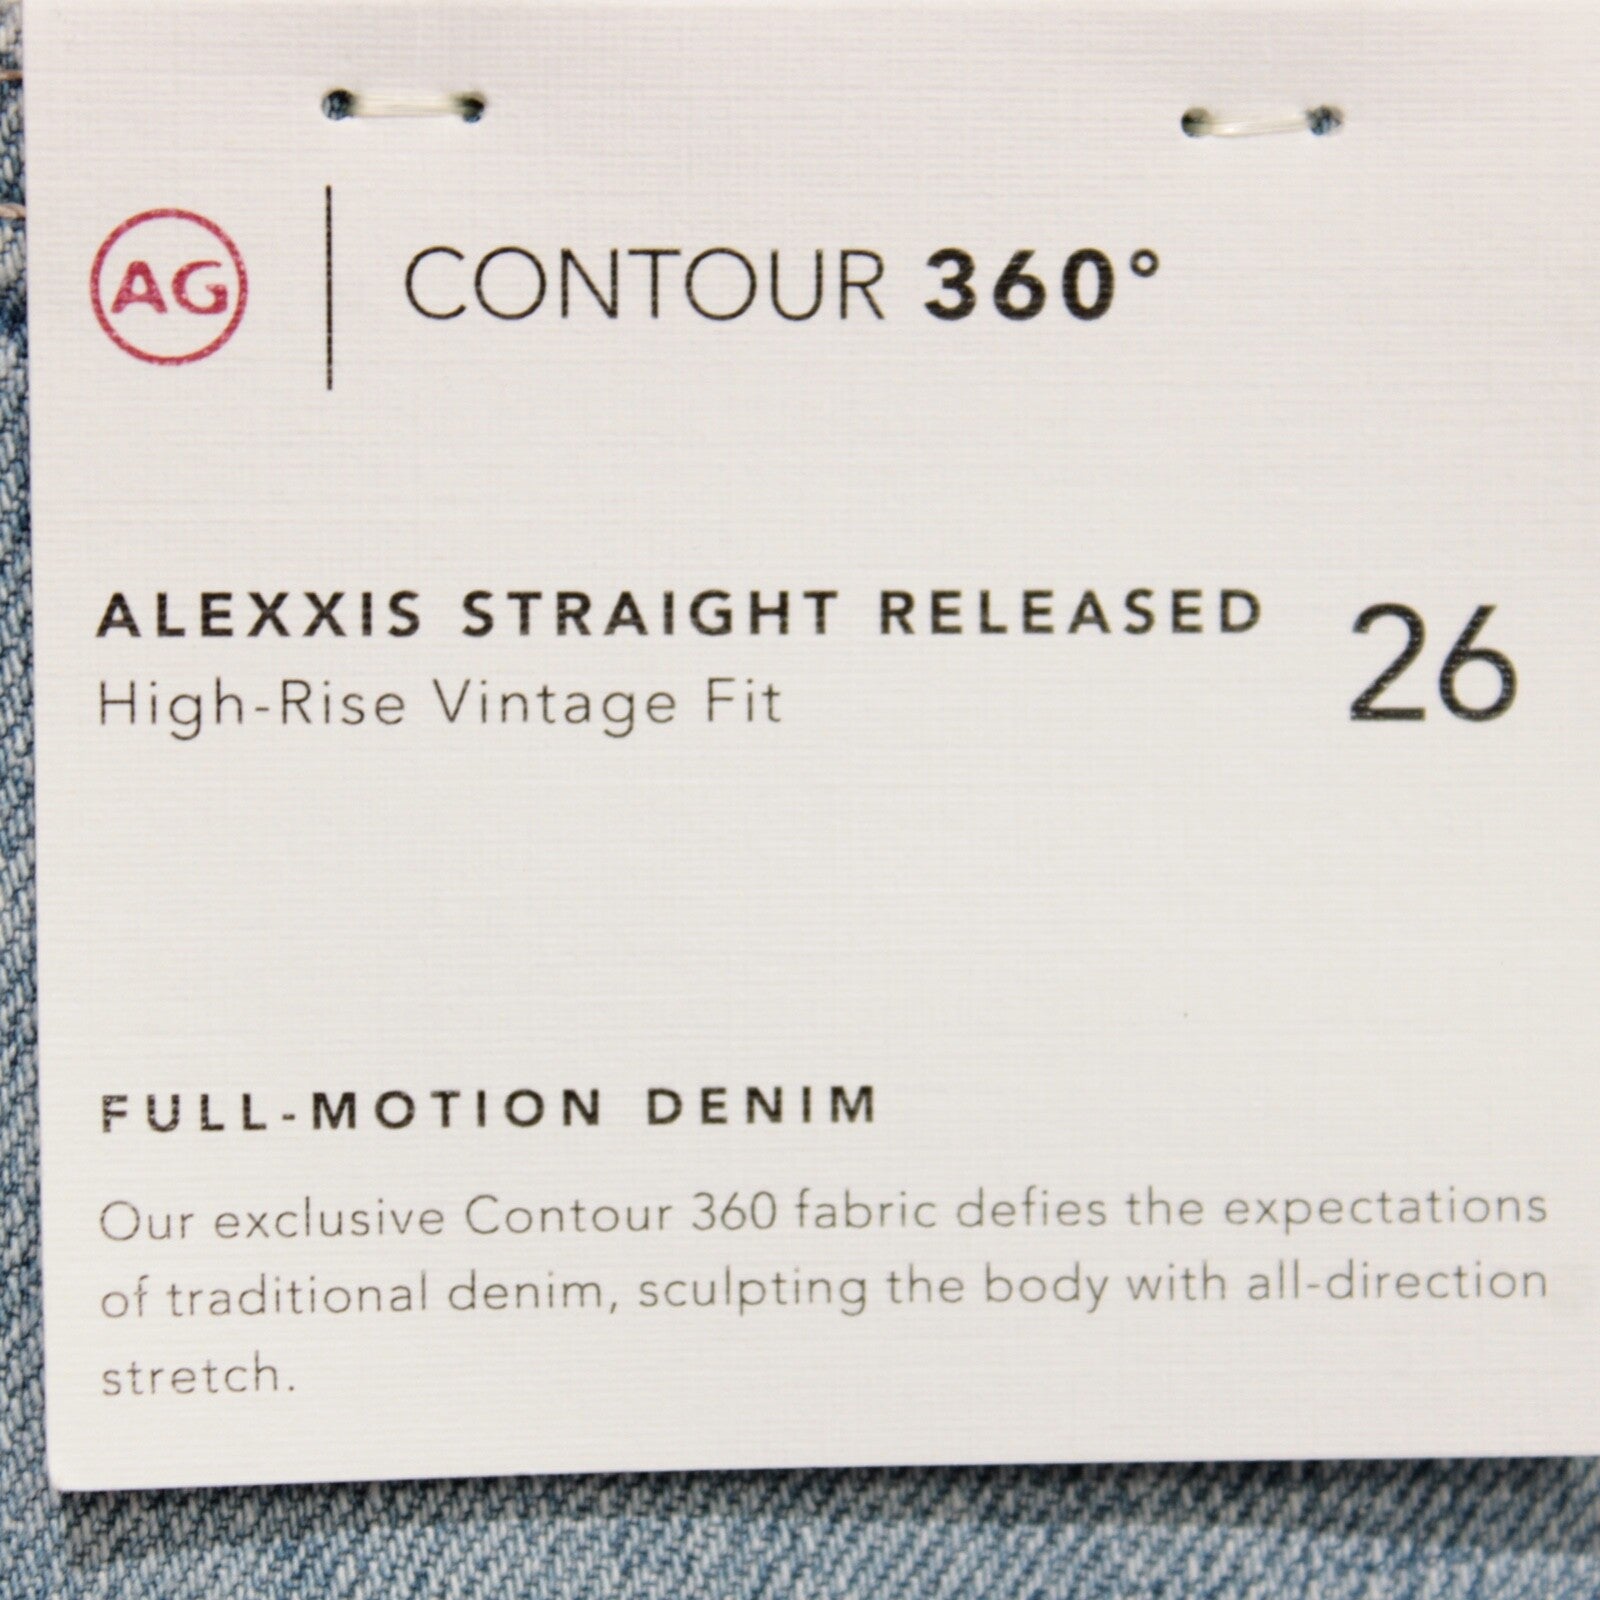 AG
CONTOUR 360°
ALEXXIS STRAIGHT RELEASED 26
High-Rise Vintage Fit
FULL-MOTION DENIM
Our exclusive Contour 360 fabric defies the expectations
of traditional denim, sculpting the body with all-direction
stretch.